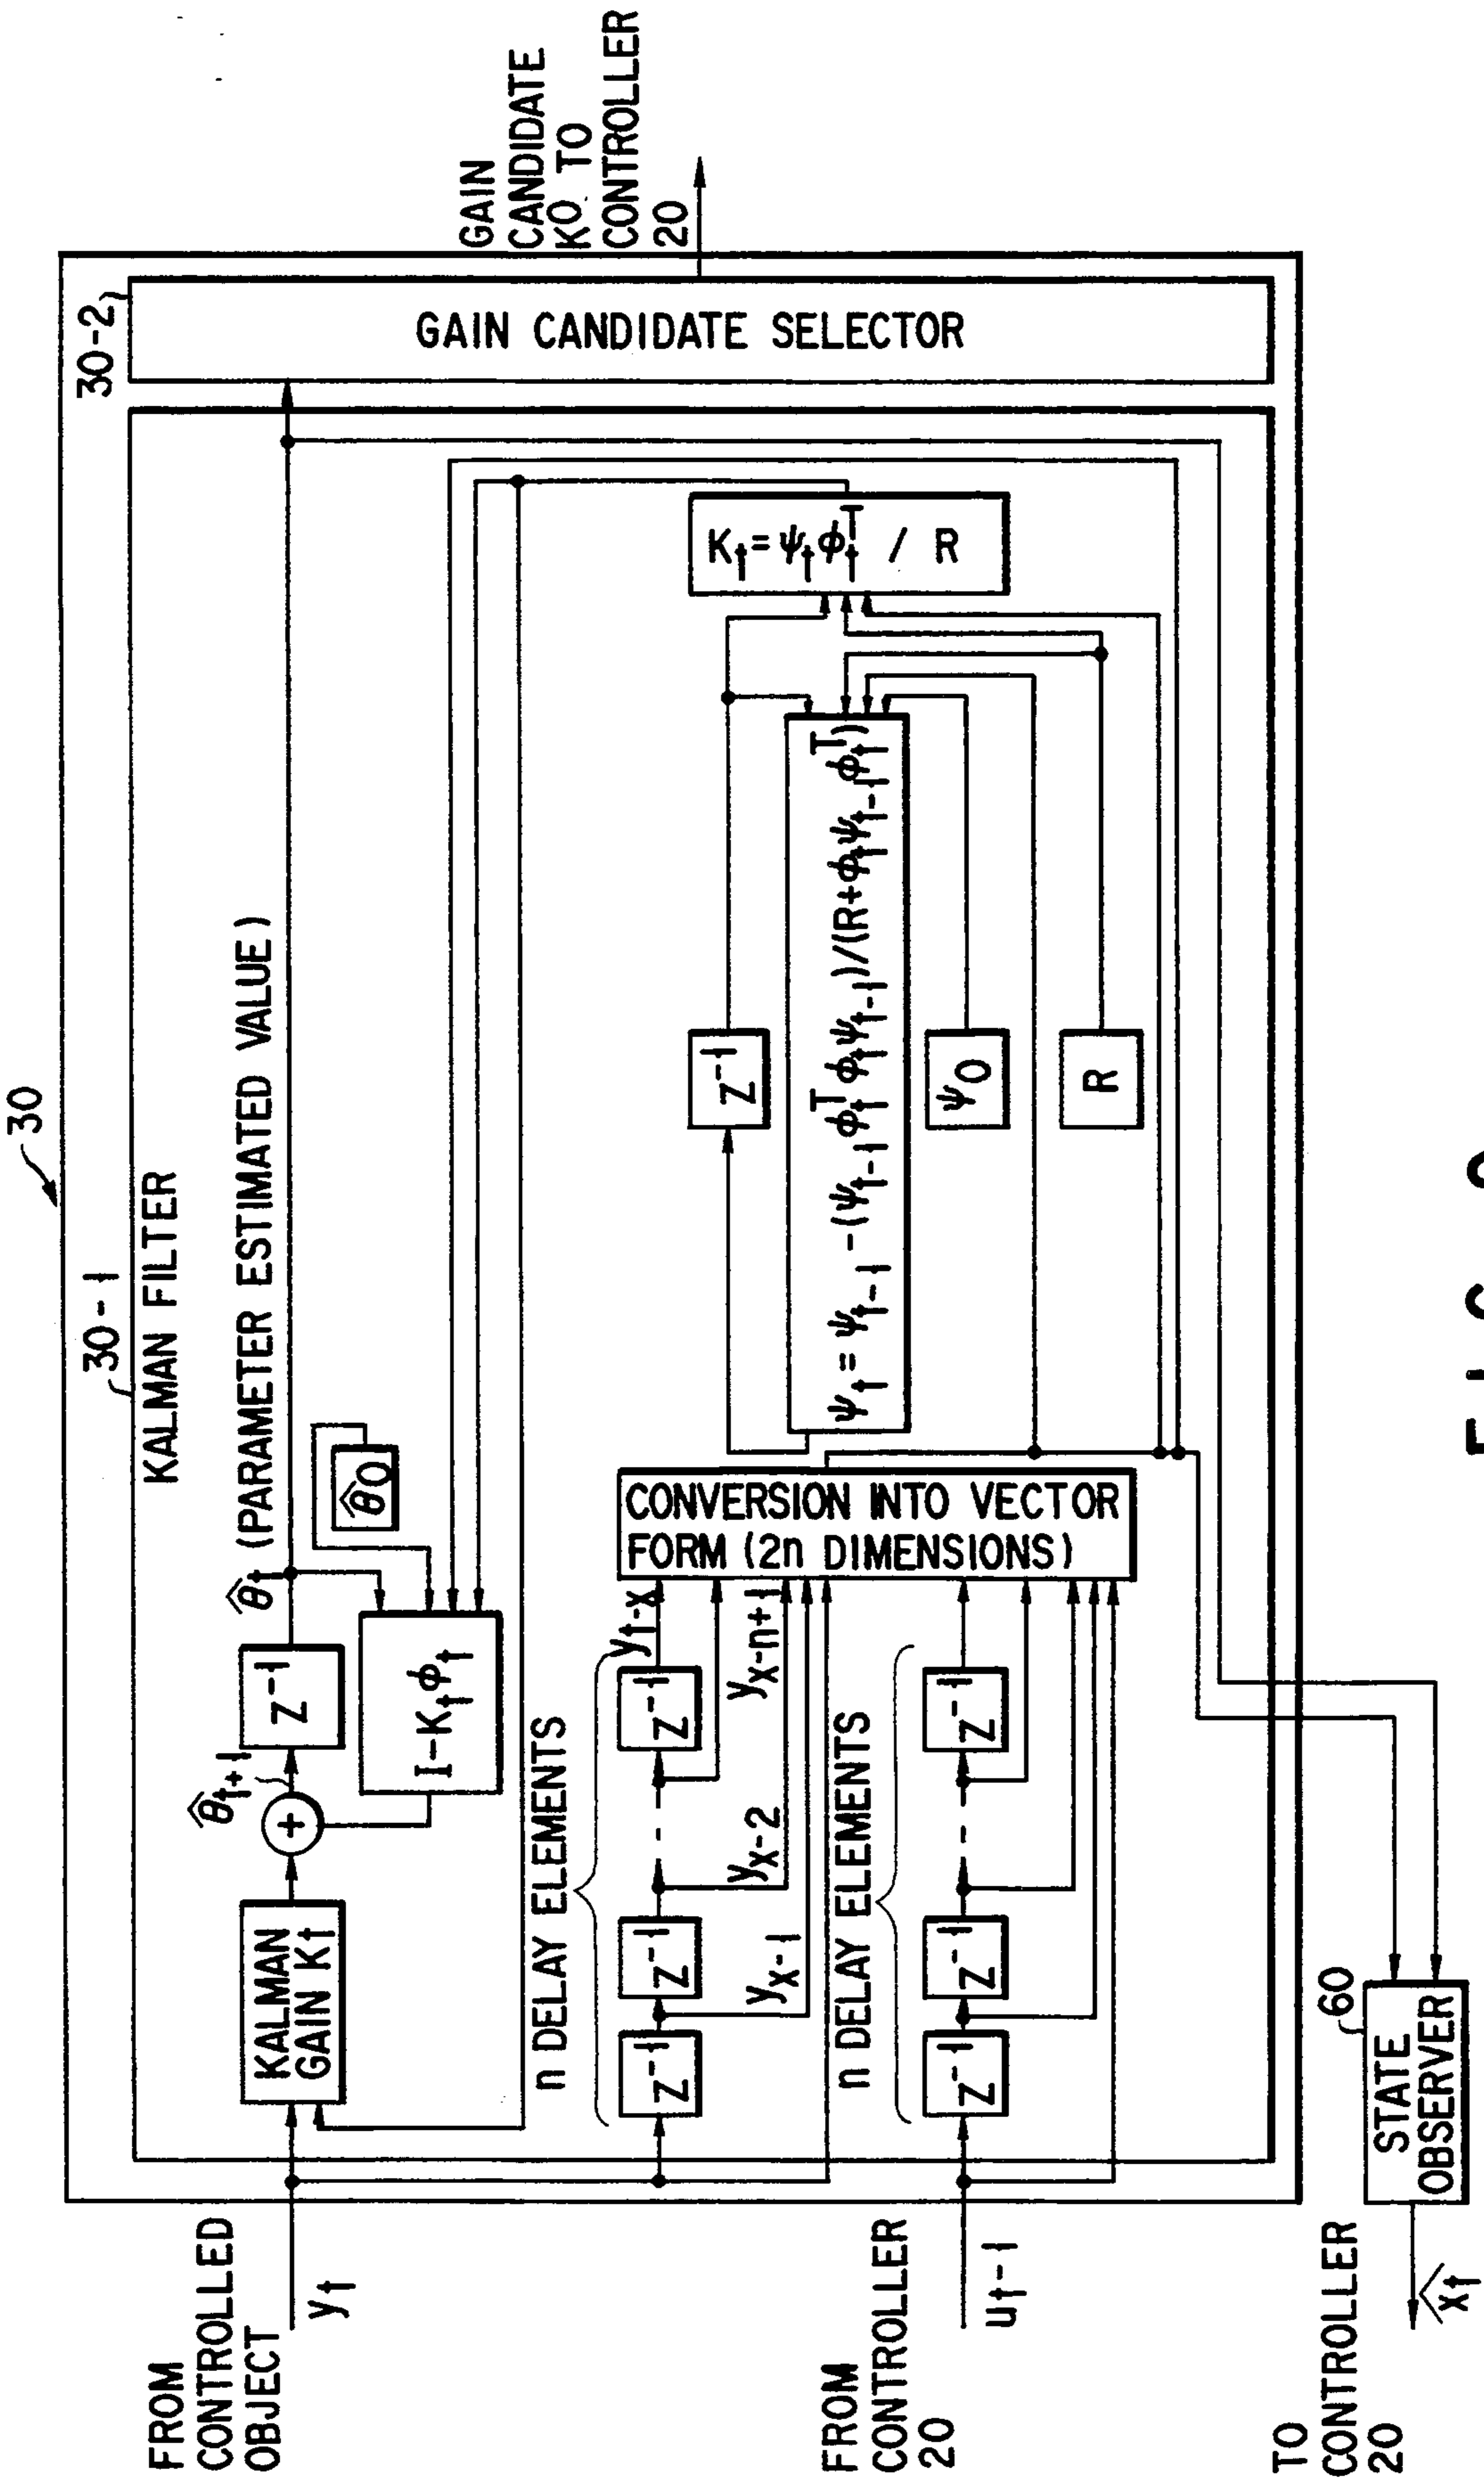 30
30-1
KALMAN FILTER
30-2
GAIN CANDIDATE SELECTOR
GAIN
CANDIDATE
KO TO
CONTROLLER
20
FROM
CONTROLLED
OBJECT
yt
KALMAN
GAIN Kt
+
θ̂t+1
Z⁻¹
θ̂t (PARAMETER ESTIMATED VALUE)
θ̂0
I-Ktϕt
n DELAY ELEMENTS
Z⁻¹
Z⁻¹
Z⁻¹
yt-x
yx-1
yx-2
yx-n+1
n DELAY ELEMENTS
Z⁻¹
Z⁻¹
Z⁻¹
CONVERSION INTO VECTOR
FORM (2n DIMENSIONS)
Z⁻¹
ψt = ψt-1 -(ψt-1ϕtᵀϕtψt-1)/(R+ϕtψt-1ϕtᵀ)
ψ0
R
Kt=ψtϕtᵀ / R
FROM
CONTROLLER
20
ut-1
TO
CONTROLLER
20
x̂t
60
STATE
OBSERVER